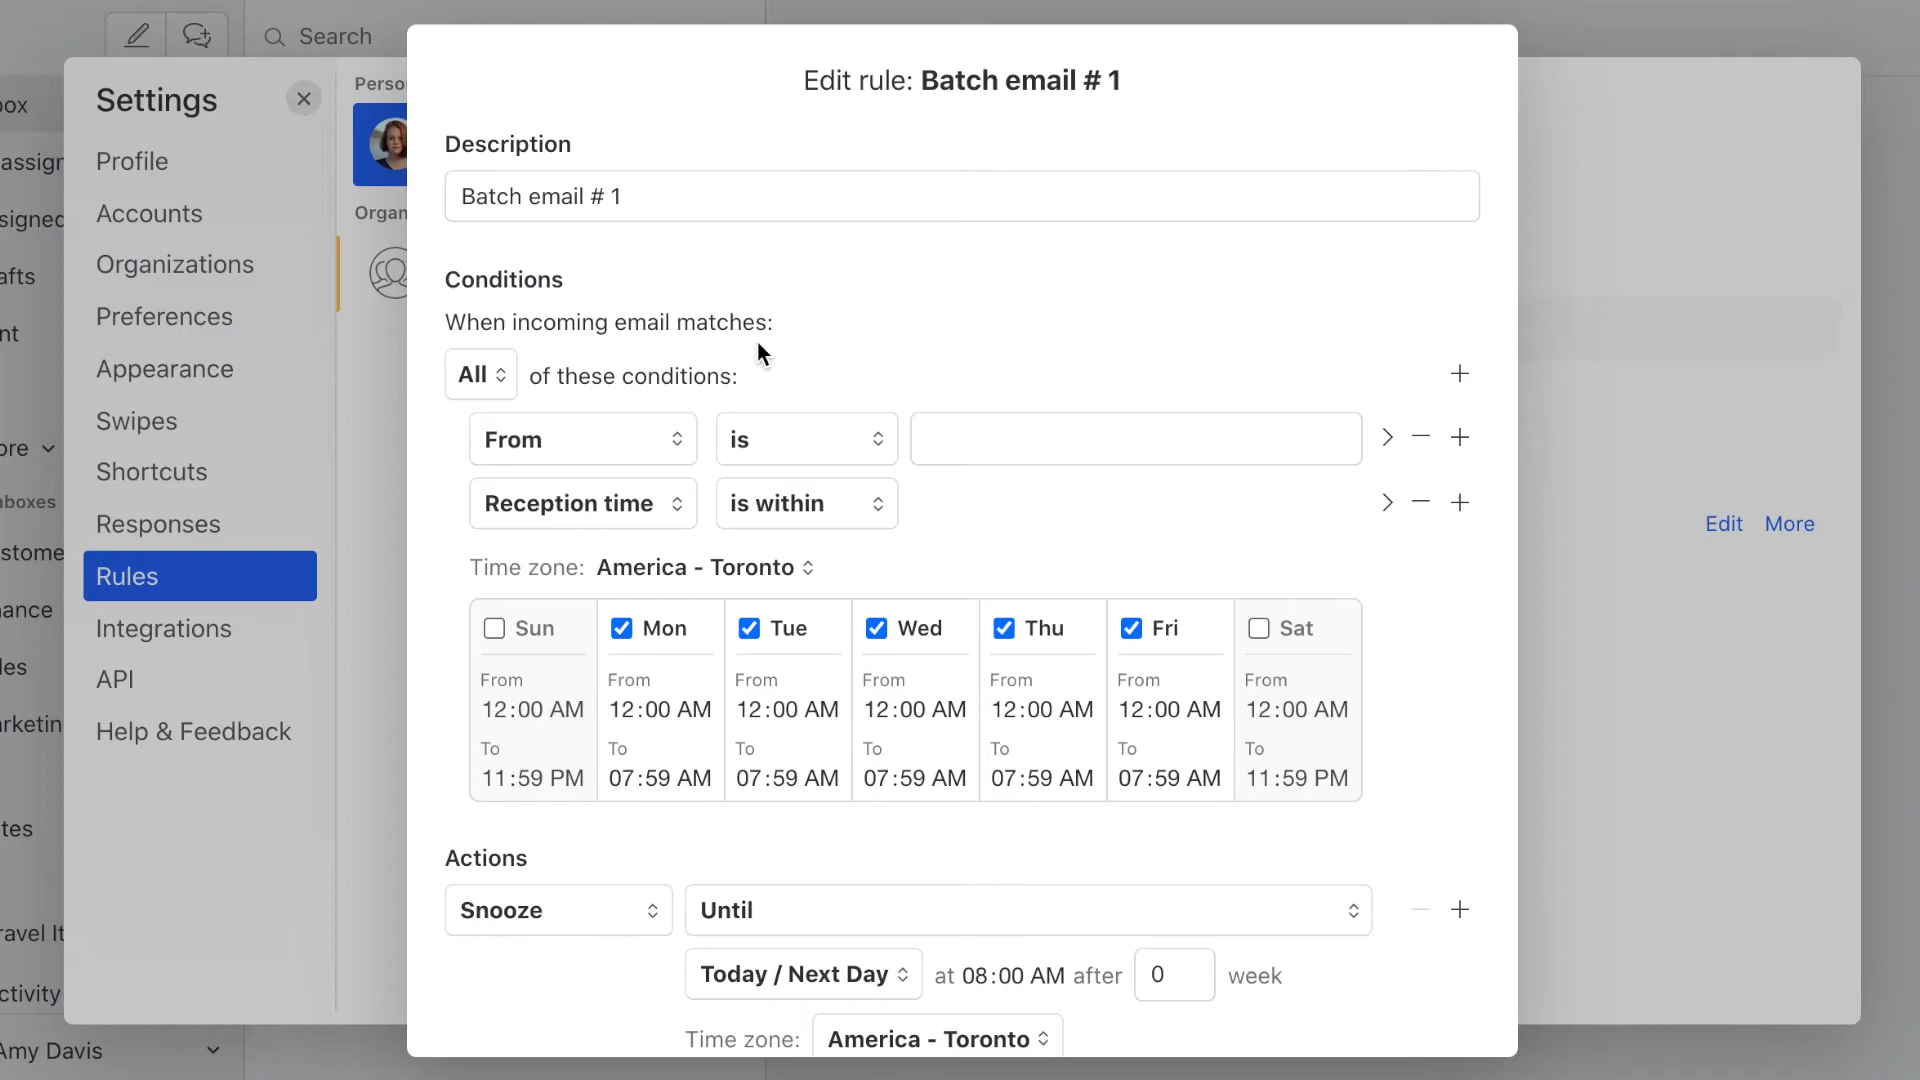 Search
Settings
Profile
Accounts
Organizations
Preferences
Appearance
Swipes
Shortcuts
Responses
Rules
Integrations
API
Help & Feedback
Amy Davis
Edit rule: Batch email # 1
Description
Batch email # 1
Conditions
When incoming email matches:
All of these conditions:
From is
Reception time is within
Time zone: America - Toronto
Sun Mon Tue Wed Thu Fri Sat
From From From From From From From
12:00 AM 12:00 AM 12:00 AM 12:00 AM 12:00 AM 12:00 AM 12:00 AM
To To To To To To To
11:59 PM 07:59 AM 07:59 AM 07:59 AM 07:59 AM 07:59 AM 11:59 PM
Actions
Snooze Until
Today / Next Day at 08:00 AM after 0 week
Time zone: America - Toronto
Edit More